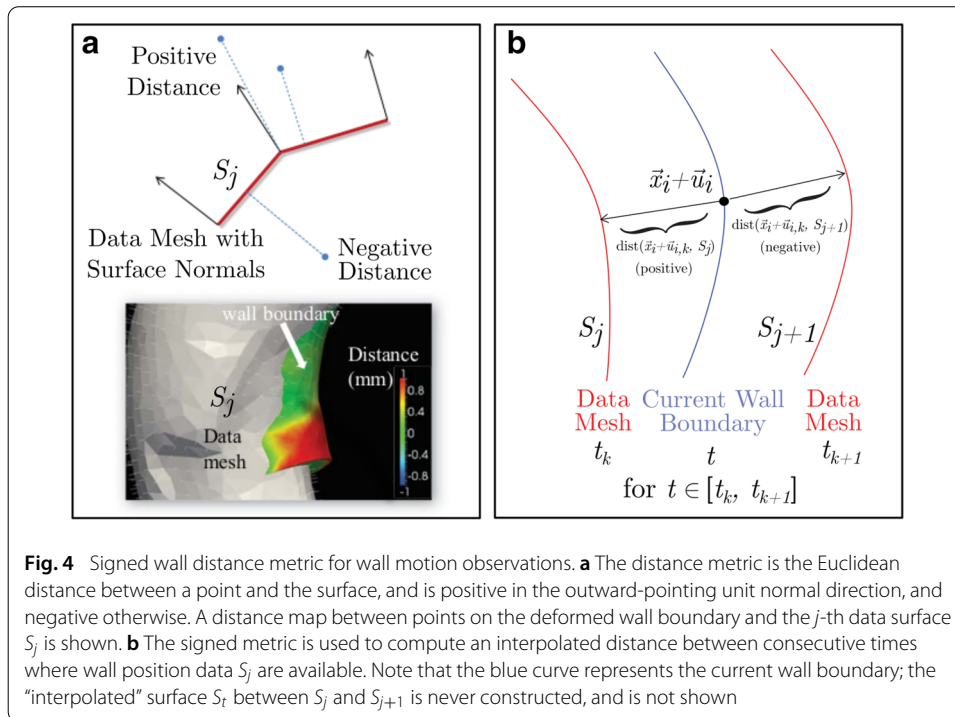 a
Positive
Distance
S_j
Data Mesh with
Surface Normals
Negative
Distance
wall boundary
Distance
(mm)
1
0.8
0.4
0
-0.4
-0.8
-1
S_j
Data
mesh
b
x⃗_i+u⃗_i
dist(x⃗_i+u⃗_{i,k}, S_j)
(positive)
dist(x⃗_i+u⃗_{i,k}, S_{j+1})
(negative)
S_j
S_{j+1}
Data Current Wall Data
Mesh Boundary Mesh
t_k t t_{k+1}
for t ∈ [t_k, t_{k+1}]
Fig. 4 Signed wall distance metric for wall motion observations. a The distance metric is the Euclidean
distance between a point and the surface, and is positive in the outward-pointing unit normal direction, and
negative otherwise. A distance map between points on the deformed wall boundary and the j-th data surface
S_j is shown. b The signed metric is used to compute an interpolated distance between consecutive times
where wall position data S_j are available. Note that the blue curve represents the current wall boundary; the
“interpolated” surface S_t between S_j and S_{j+1} is never constructed, and is not shown